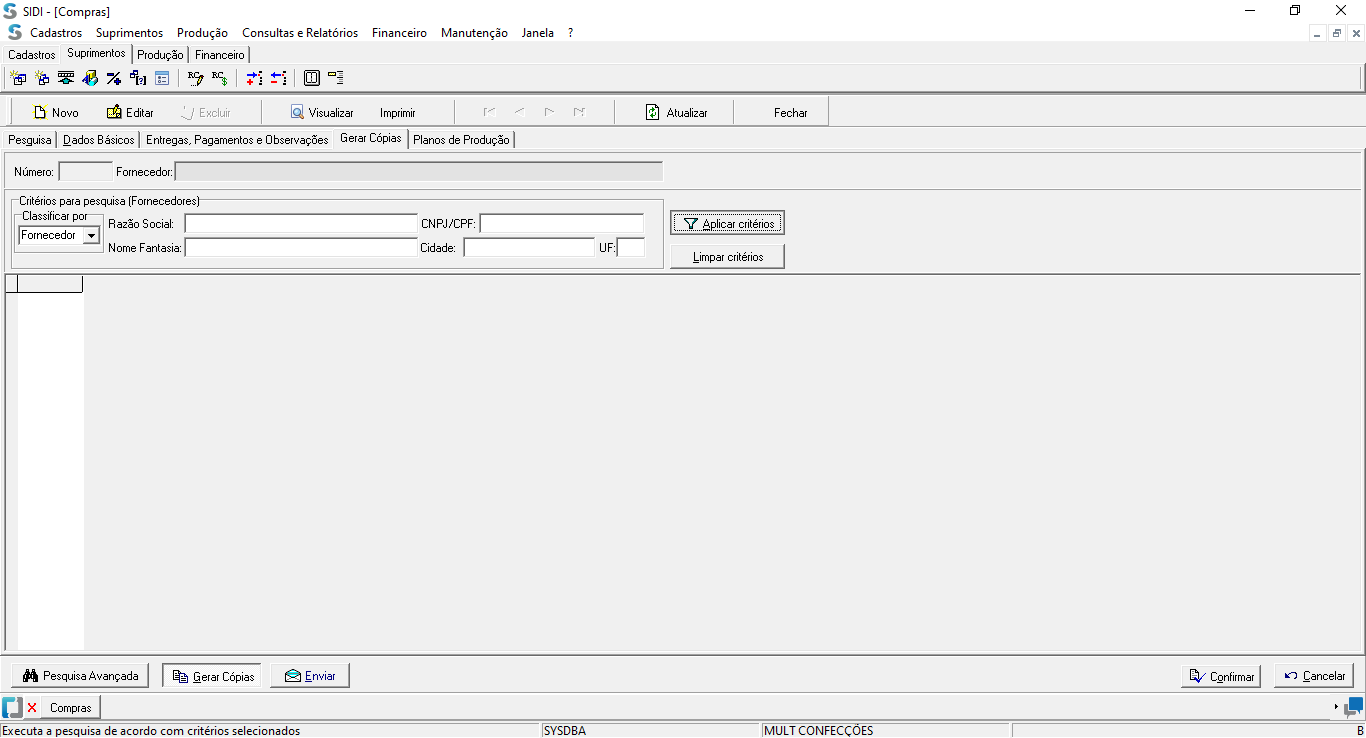 SIDI - [Compras]
Cadastros Suprimentos Produção Consultas e Relatórios Financeiro Manutenção Janela ?
Cadastros Suprimentos Produção Financeiro
Novo Editar Excluir Visualizar Imprimir Atualizar Fechar
Pesquisa Dados Básicos Entregas, Pagamentos e Observações Gerar Cópias Planos de Produção
Número: Fornecedor:
Critérios para pesquisa (Fornecedores)
Classificar por
Fornecedor
Razão Social: CNPJ/CPF:
Nome Fantasia: Cidade: UF:
Aplicar critérios
Limpar critérios
Pesquisa Avançada Gerar Cópias Enviar Confirmar Cancelar
Compras
Executa a pesquisa de acordo com critérios selecionados SYSDBA MULT CONFECÇÕES B